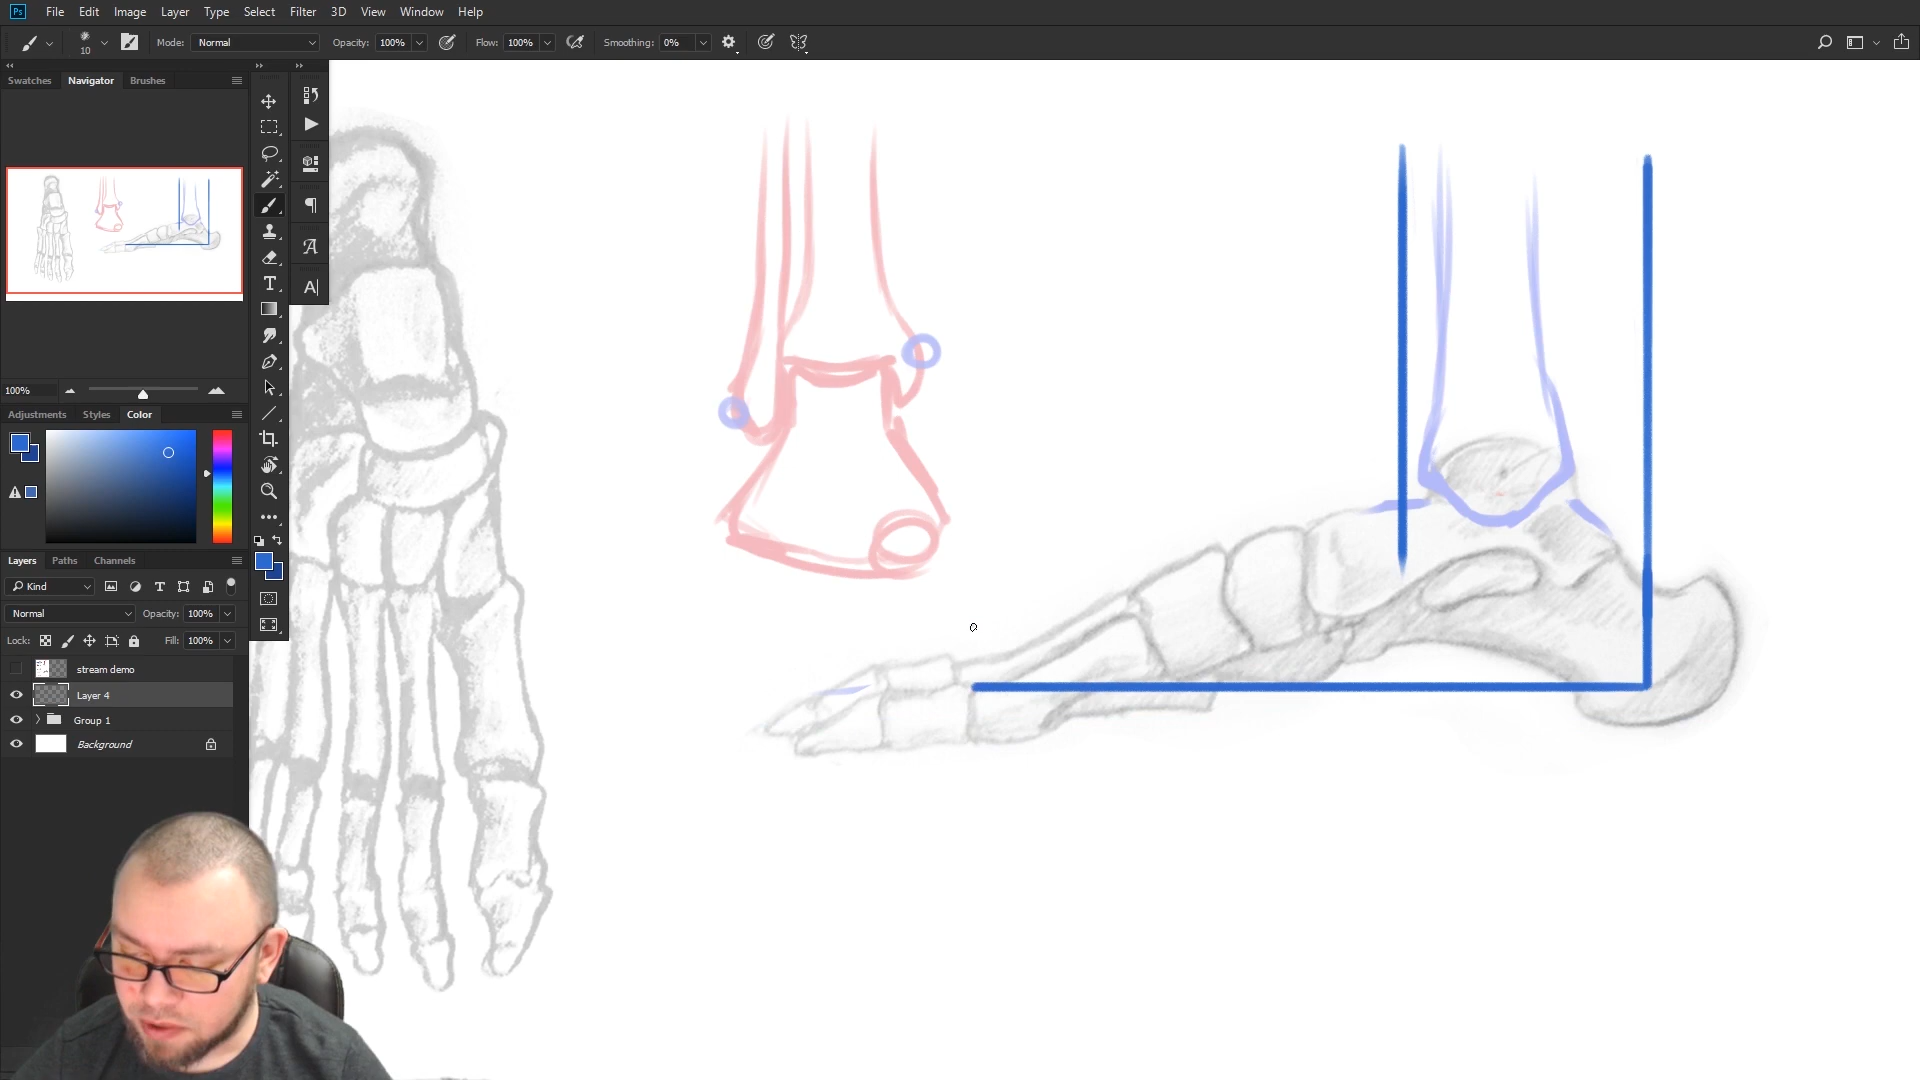 Ps File Edit Image Layer Type Select Filter 3D View Window Help
10 Mode: Normal Opacity: 100% Flow: 100% Smoothing: 0%
Swatches Navigator Brushes
100%
Adjustments Styles Color
Layers Paths Channels
Kind
Normal Opacity: 100%
Lock: Fill: 100%
stream demo
Layer 4
Group 1
Background